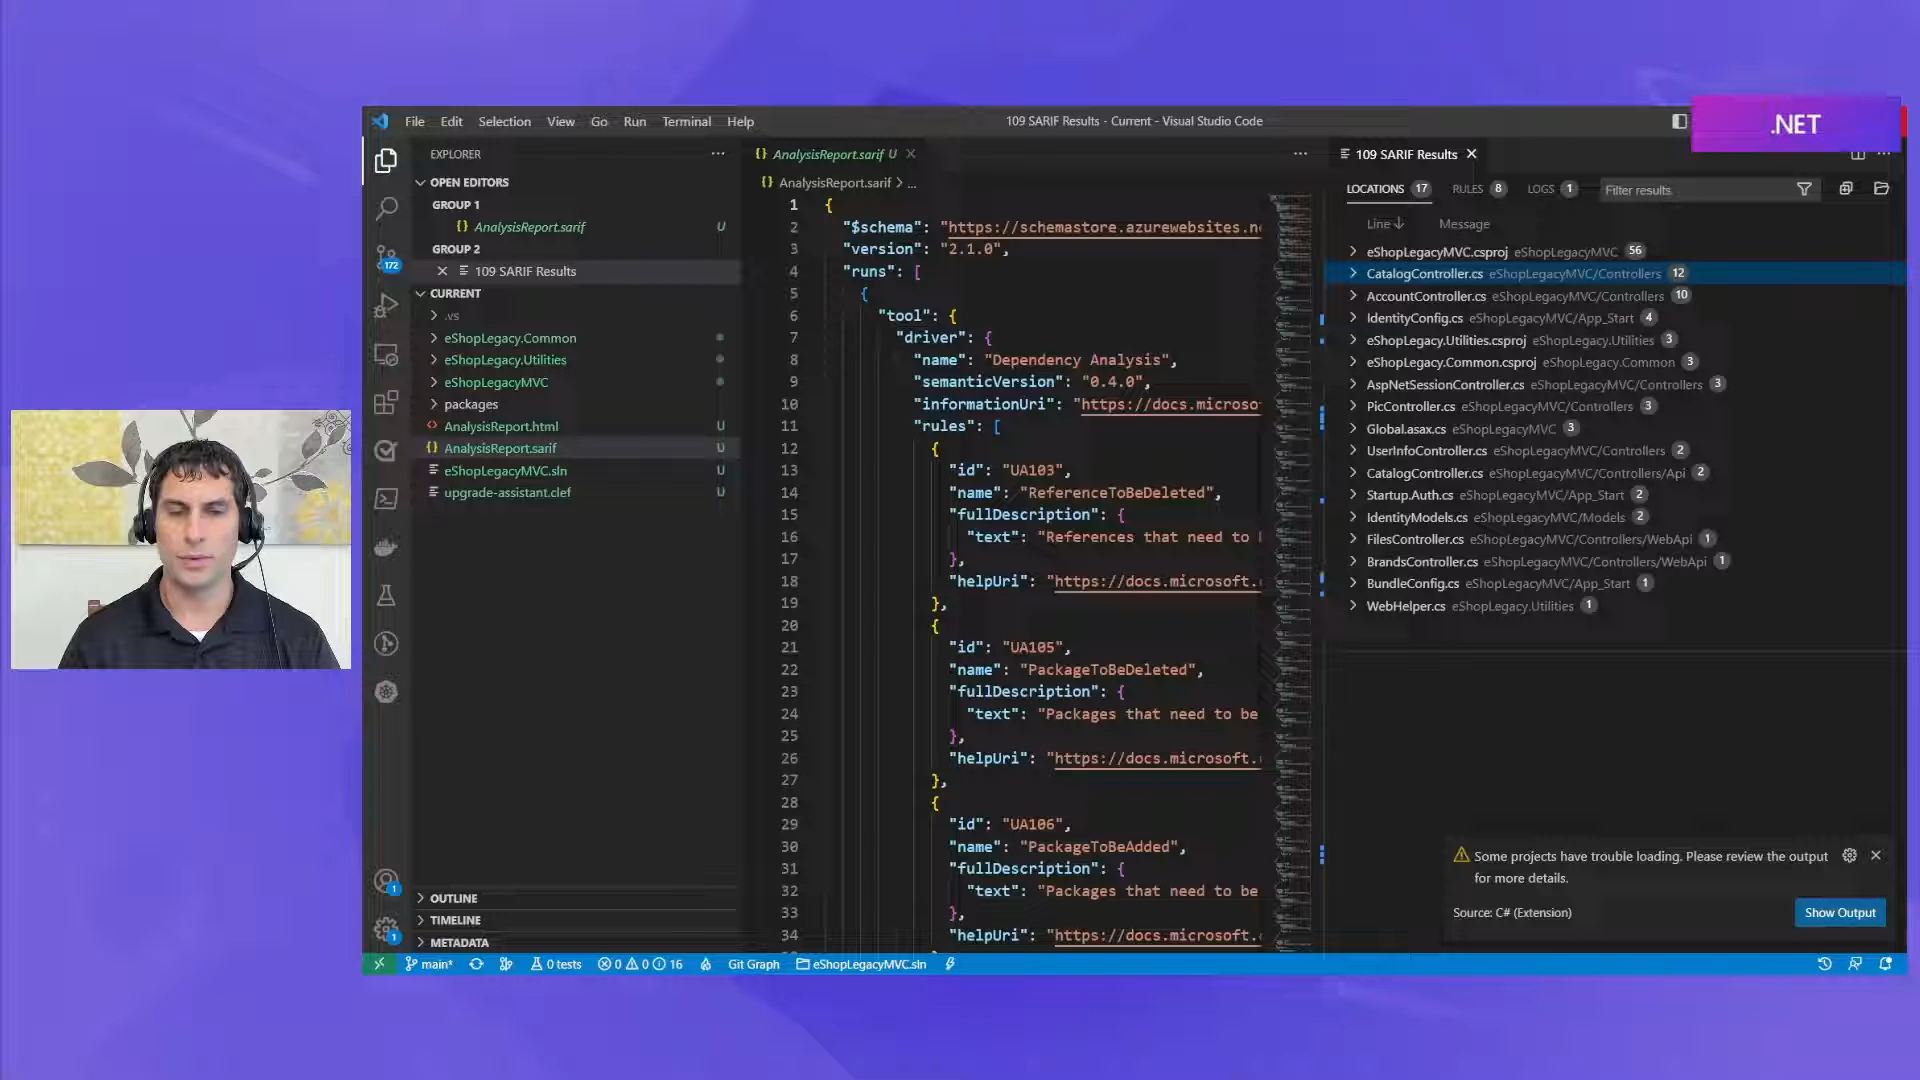 File Edit Selection View Go Run Terminal Help
109 SARIF Results - Current - Visual Studio Code
.NET
EXPLORER
OPEN EDITORS
GROUP 1
{} AnalysisReport.sarif U
GROUP 2
109 SARIF Results
172
CURRENT
.vs
eShopLegacy.Common
eShopLegacy.Utilities
eShopLegacyMVC
packages
AnalysisReport.html U
{} AnalysisReport.sarif U
eShopLegacyMVC.sln U
upgrade-assistant.clef U
1
1
OUTLINE
TIMELINE
METADATA
{} AnalysisReport.sarif U
{} AnalysisReport.sarif > ...
1 {
2 "$schema": "https://schemastore.azurewebsites.n
3 "version": "2.1.0",
4 "runs": [
5 {
6 "tool": {
7 "driver": {
8 "name": "Dependency Analysis",
9 "semanticVersion": "0.4.0",
10 "informationUri": "https://docs.microso
11 "rules": [
12 {
13 "id": "UA103",
14 "name": "ReferenceToBeDeleted",
15 "fullDescription": {
16 "text": "References that need to
17 },
18 "helpUri": "https://docs.microsoft.
19 },
20 {
21 "id": "UA105",
22 "name": "PackageToBeDeleted",
23 "fullDescription": {
24 "text": "Packages that need to be
25 },
26 "helpUri": "https://docs.microsoft.
27 },
28 {
29 "id": "UA106",
30 "name": "PackageToBeAdded",
31 "fullDescription": {
32 "text": "Packages that need to be
33 },
34 "helpUri": "https://docs.microsoft.
109 SARIF Results
LOCATIONS 17 RULES 8 LOGS 1 Filter results
Line Message
eShopLegacyMVC.csproj eShopLegacyMVC 56
CatalogController.cs eShopLegacyMVC/Controllers 12
AccountController.cs eShopLegacyMVC/Controllers 10
IdentityConfig.cs eShopLegacyMVC/App_Start 4
eShopLegacy.Utilities.csproj eShopLegacy.Utilities 3
eShopLegacy.Common.csproj eShopLegacy.Common 3
AspNetSessionController.cs eShopLegacyMVC/Controllers 3
PicController.cs eShopLegacyMVC/Controllers 3
Global.asax.cs eShopLegacyMVC 3
UserInfoController.cs eShopLegacyMVC/Controllers 2
CatalogController.cs eShopLegacyMVC/Controllers/Api 2
Startup.Auth.cs eShopLegacyMVC/App_Start 2
IdentityModels.cs eShopLegacyMVC/Models 2
FilesController.cs eShopLegacyMVC/Controllers/WebApi 1
BrandsController.cs eShopLegacyMVC/Controllers/WebApi 1
BundleConfig.cs eShopLegacyMVC/App_Start 1
WebHelper.cs eShopLegacy.Utilities 1
Some projects have trouble loading. Please review the output
for more details.
Source: C# (Extension)
Show Output
main* 0 tests 0 0 16 Git Graph eShopLegacyMVC.sln